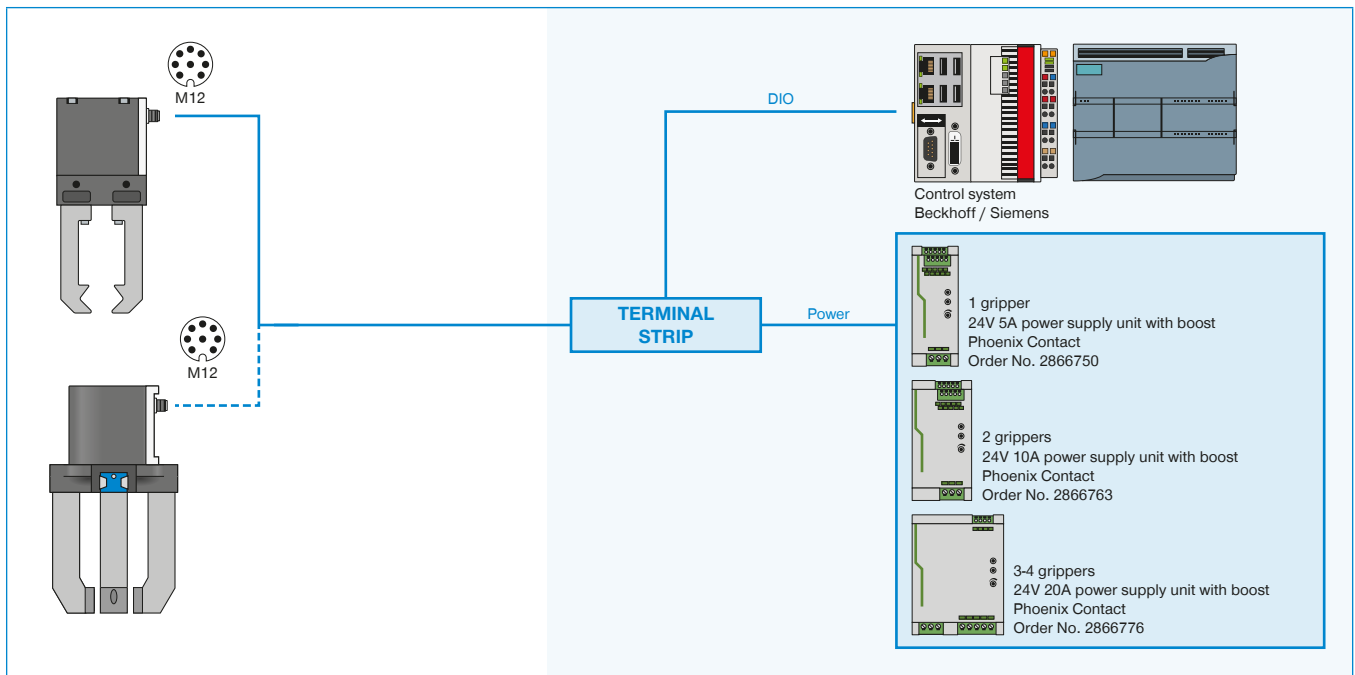 M12
M12
DIO
Control system
Beckhoff / Siemens
TERMINAL
STRIP
Power
1 gripper
24V 5A power supply unit with boost
Phoenix Contact
Order No. 2866750
2 grippers
24V 10A power supply unit with boost
Phoenix Contact
Order No. 2866763
3-4 grippers
24V 20A power supply unit with boost
Phoenix Contact
Order No. 2866776